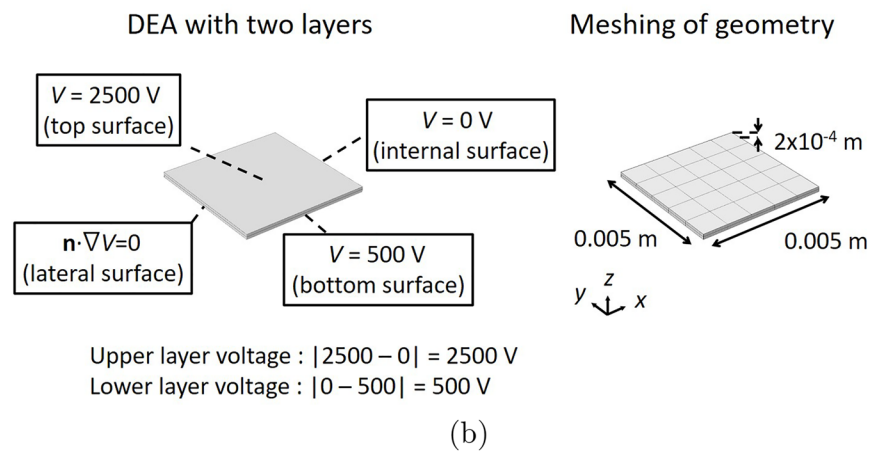 DEA with two layers
V = 2500 V
(top surface)
V = 0 V
(internal surface)
n·∇V=0
(lateral surface)
V = 500 V
(bottom surface)
Upper layer voltage : |2500 – 0| = 2500 V
Lower layer voltage : |0 – 500| = 500 V
Meshing of geometry
2x10⁻⁴ m
0.005 m
0.005 m
z
y
x
(b)